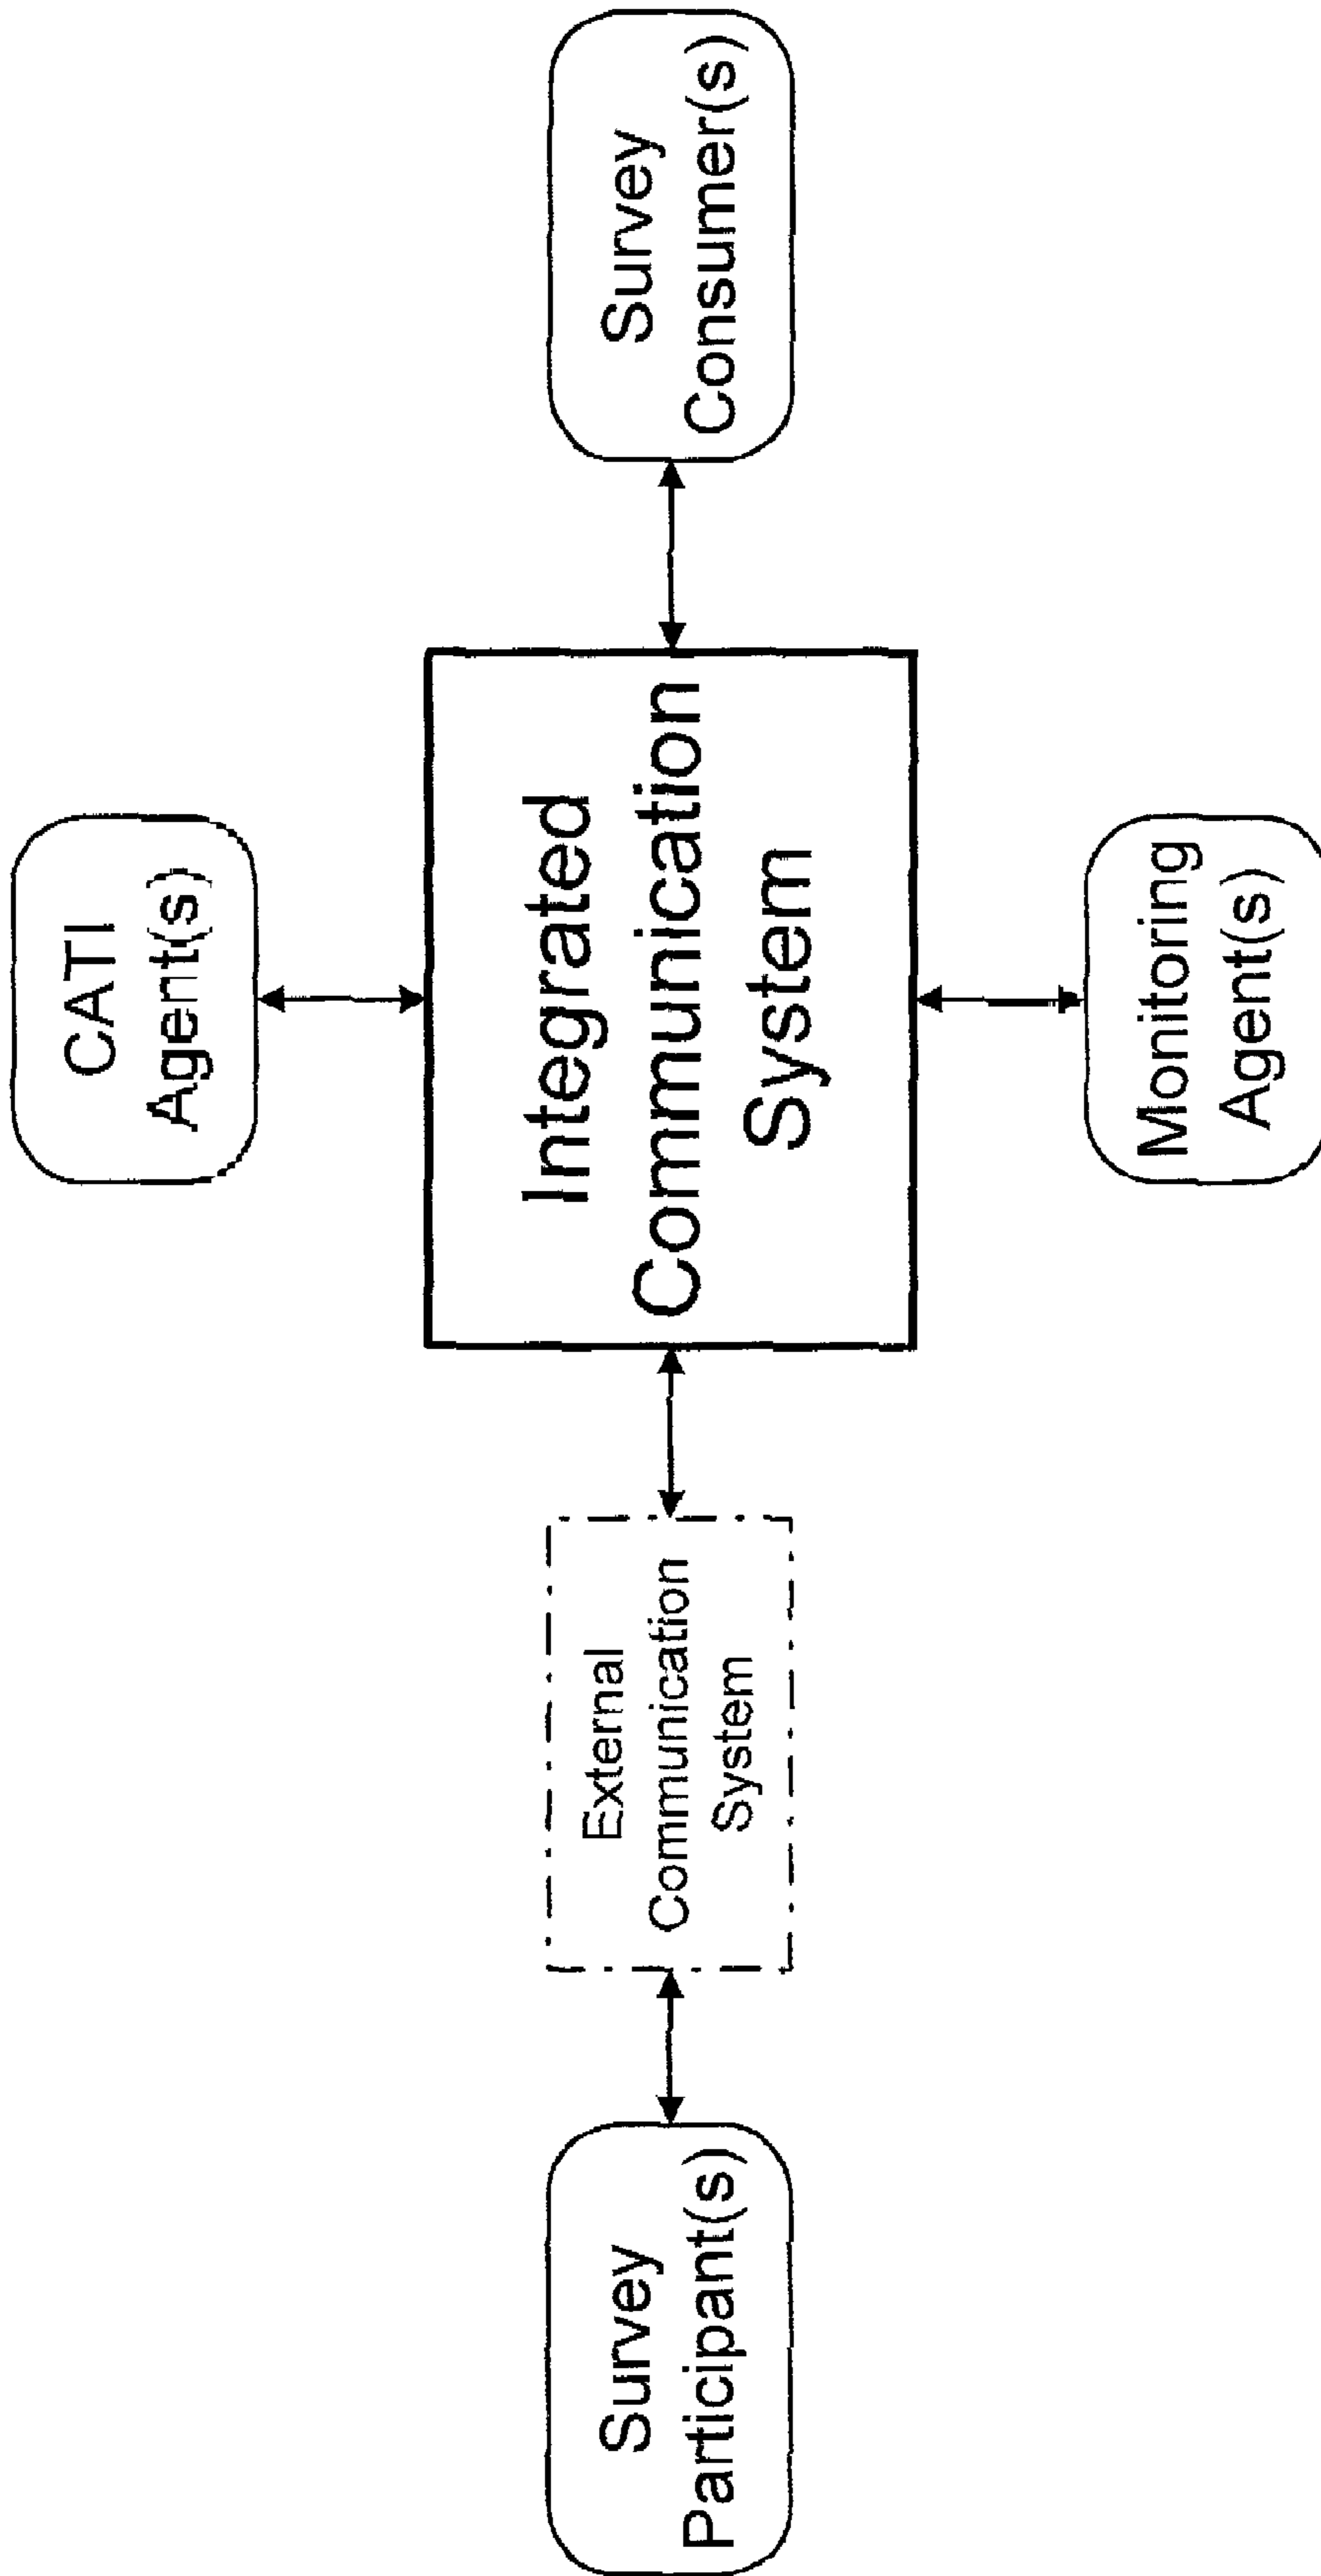 CATI
Agent(s)
Survey
Participant(s)
External
Communication
System
Integrated
Communication
System
Survey
Consumer(s)
Monitoring
Agent(s)